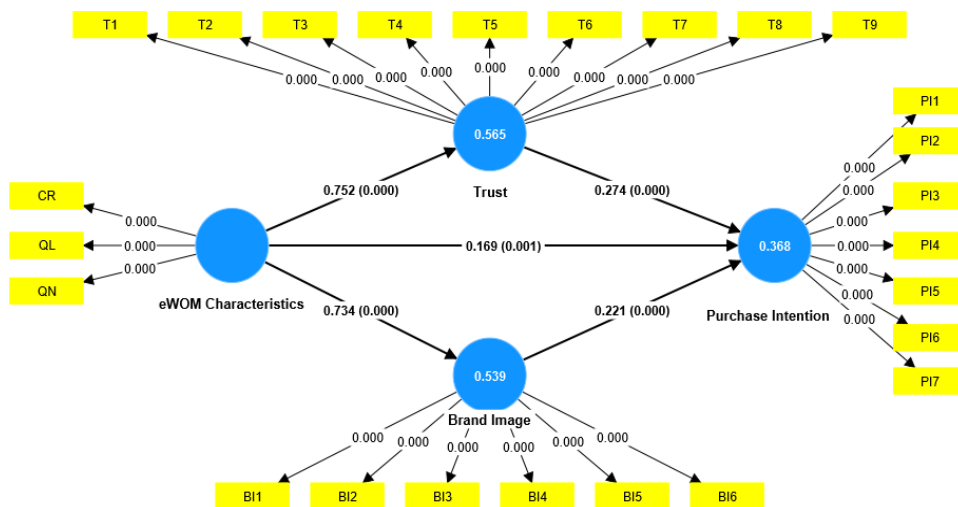 T1 T2 T3 T4 T5 T6 T7 T8 T9
0.000 0.000 0.000 0.000 0.000 0.000 0.000 0.000 0.000
0.565
Trust
PI1
PI2
PI3
PI4
PI5
PI6
PI7
0.000
0.000
0.000
0.000
0.000
0.000
0.000
0.752 (0.000)
0.274 (0.000)
CR
QL
QN
0.000
0.000
0.000
0.169 (0.001)
0.368
eWOM Characteristics
Purchase Intention
0.734 (0.000)
0.221 (0.000)
0.539
Brand Image
0.000 0.000 0.000 0.000 0.000 0.000
BI1 BI2 BI3 BI4 BI5 BI6